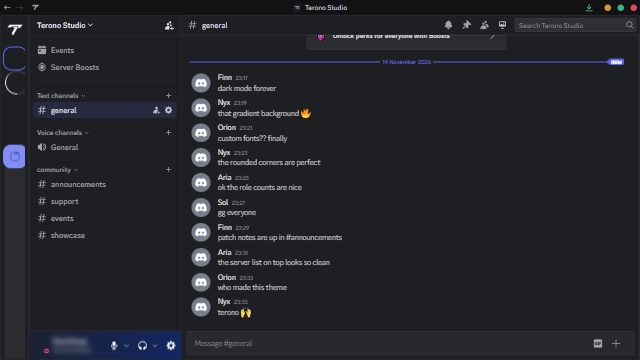 Terono Studio
Terono Studio
general
Search Terono Studio
Unlock perks for everyone with Boosts
Events
Server Boosts
Text channels
general
Voice channels
General
community
announcements
support
events
showcase
14 November 2026
NEW
Finn 23:17
dark mode forever
Nyx 23:19
that gradient background 🔥
Orion 23:21
custom fonts?? finally
Nyx 23:23
the rounded corners are perfect
Aria 23:25
ok the role counts are nice
Sol 23:27
gg everyone
Finn 23:29
patch notes are up in #announcements
Aria 23:31
the server list on top looks so clean
Orion 23:33
who made this theme
Nyx 23:35
terono 🙌
Message #general
GIF